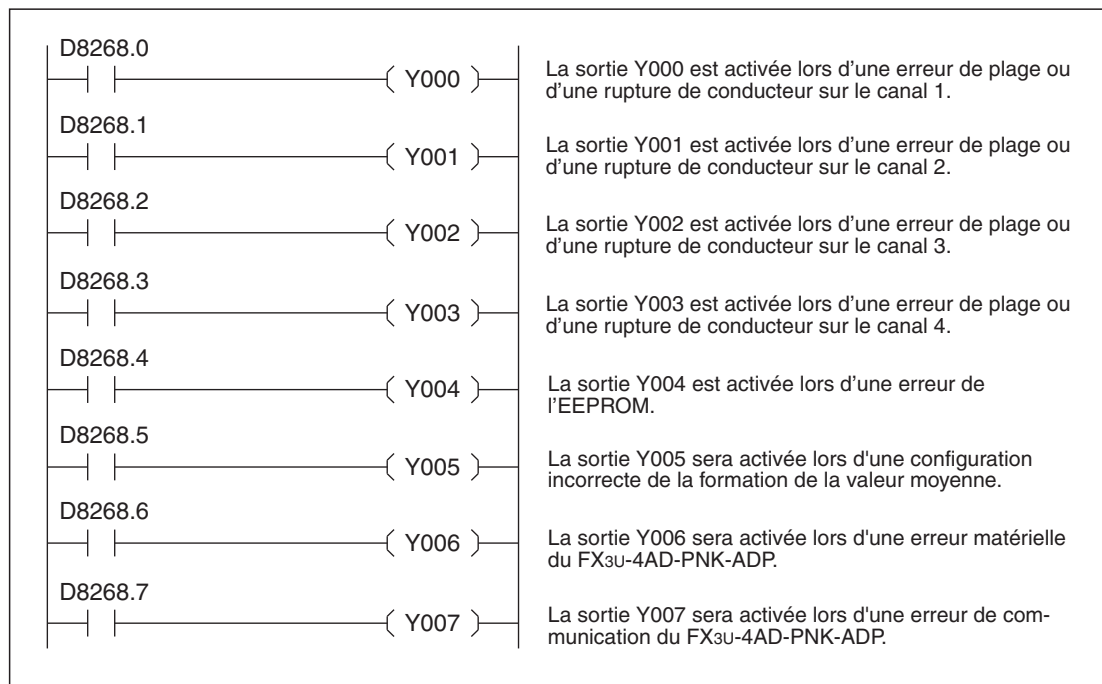 D8268.0
Y000
La sortie Y000 est activée lors d’une erreur de plage ou
d’une rupture de conducteur sur le canal 1.
D8268.1
Y001
La sortie Y001 est activée lors d’une erreur de plage ou
d’une rupture de conducteur sur le canal 2.
D8268.2
Y002
La sortie Y002 est activée lors d’une erreur de plage ou
d’une rupture de conducteur sur le canal 3.
D8268.3
Y003
La sortie Y003 est activée lors d’une erreur de plage ou
d’une rupture de conducteur sur le canal 4.
D8268.4
Y004
La sortie Y004 est activée lors d’une erreur de
l’EEPROM.
D8268.5
Y005
La sortie Y005 sera activée lors d'une configuration
incorrecte de la formation de la valeur moyenne.
D8268.6
Y006
La sortie Y006 sera activée lors d'une erreur matérielle
du FX3U-4AD-PNK-ADP.
D8268.7
Y007
La sortie Y007 sera activée lors d'une erreur de com-
munication du FX3U-4AD-PNK-ADP.